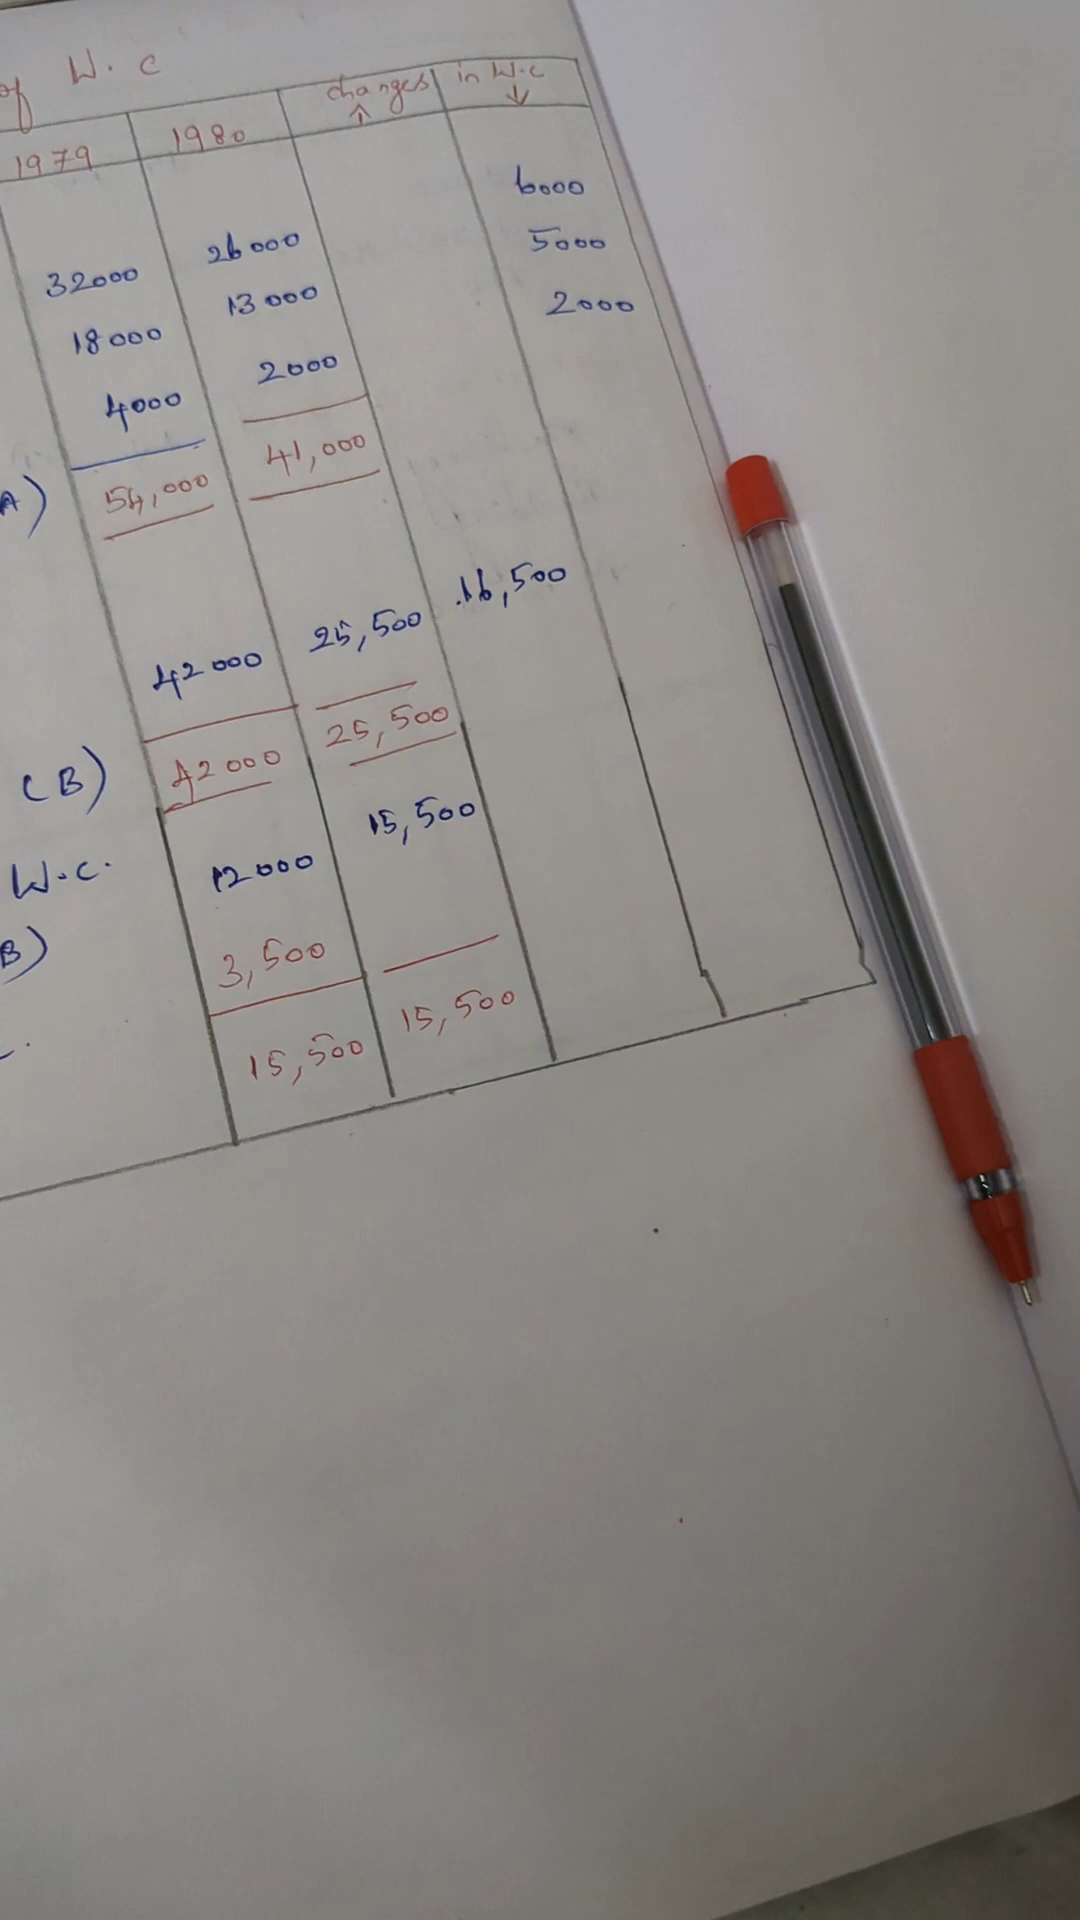 of W.C
1979 1980 changes in W.C
↑ ↓
32000 26000 6000
18000 13000 5000
4000 2000 2000
A) 54,000 41,000
42000 25,500 16,500
(B) 42000 25,500
W.C. 12000 15,500
B)
3,500
15,500 15,500